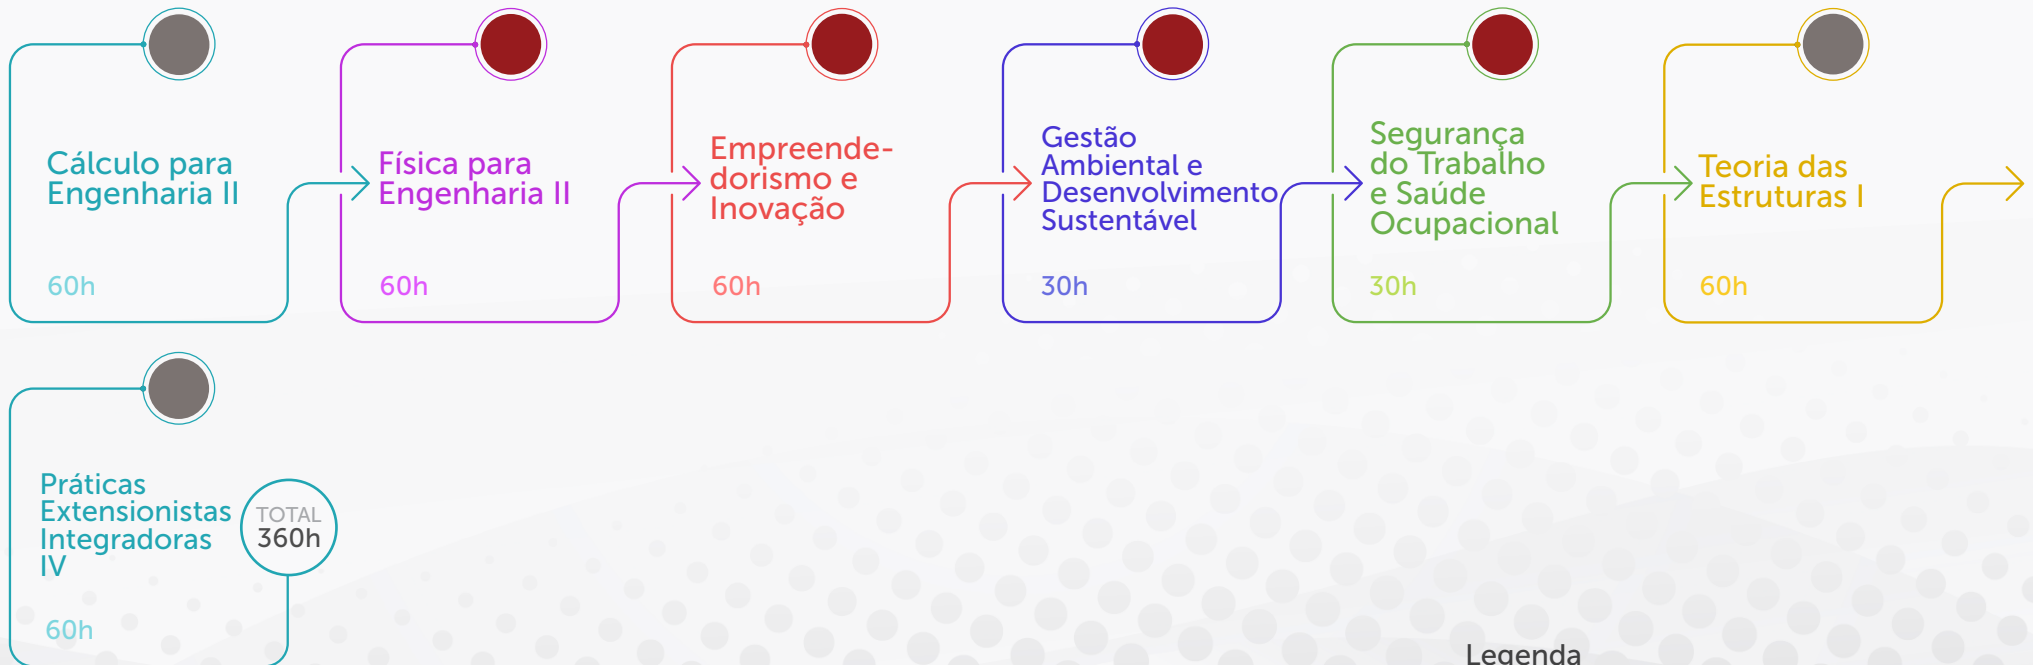 Cálculo para
Engenharia II
60h
Física para
Engenharia II
60h
Empreende-
dorismo e
Inovação
60h
Gestão
Ambiental e
Desenvolvimento
Sustentável
30h
Segurança
do Trabalho
e Saúde
Ocupacional
30h
Teoria das
Estruturas I
60h
Práticas
Extensionistas
Integradoras
IV
60h
TOTAL
360h
Legenda